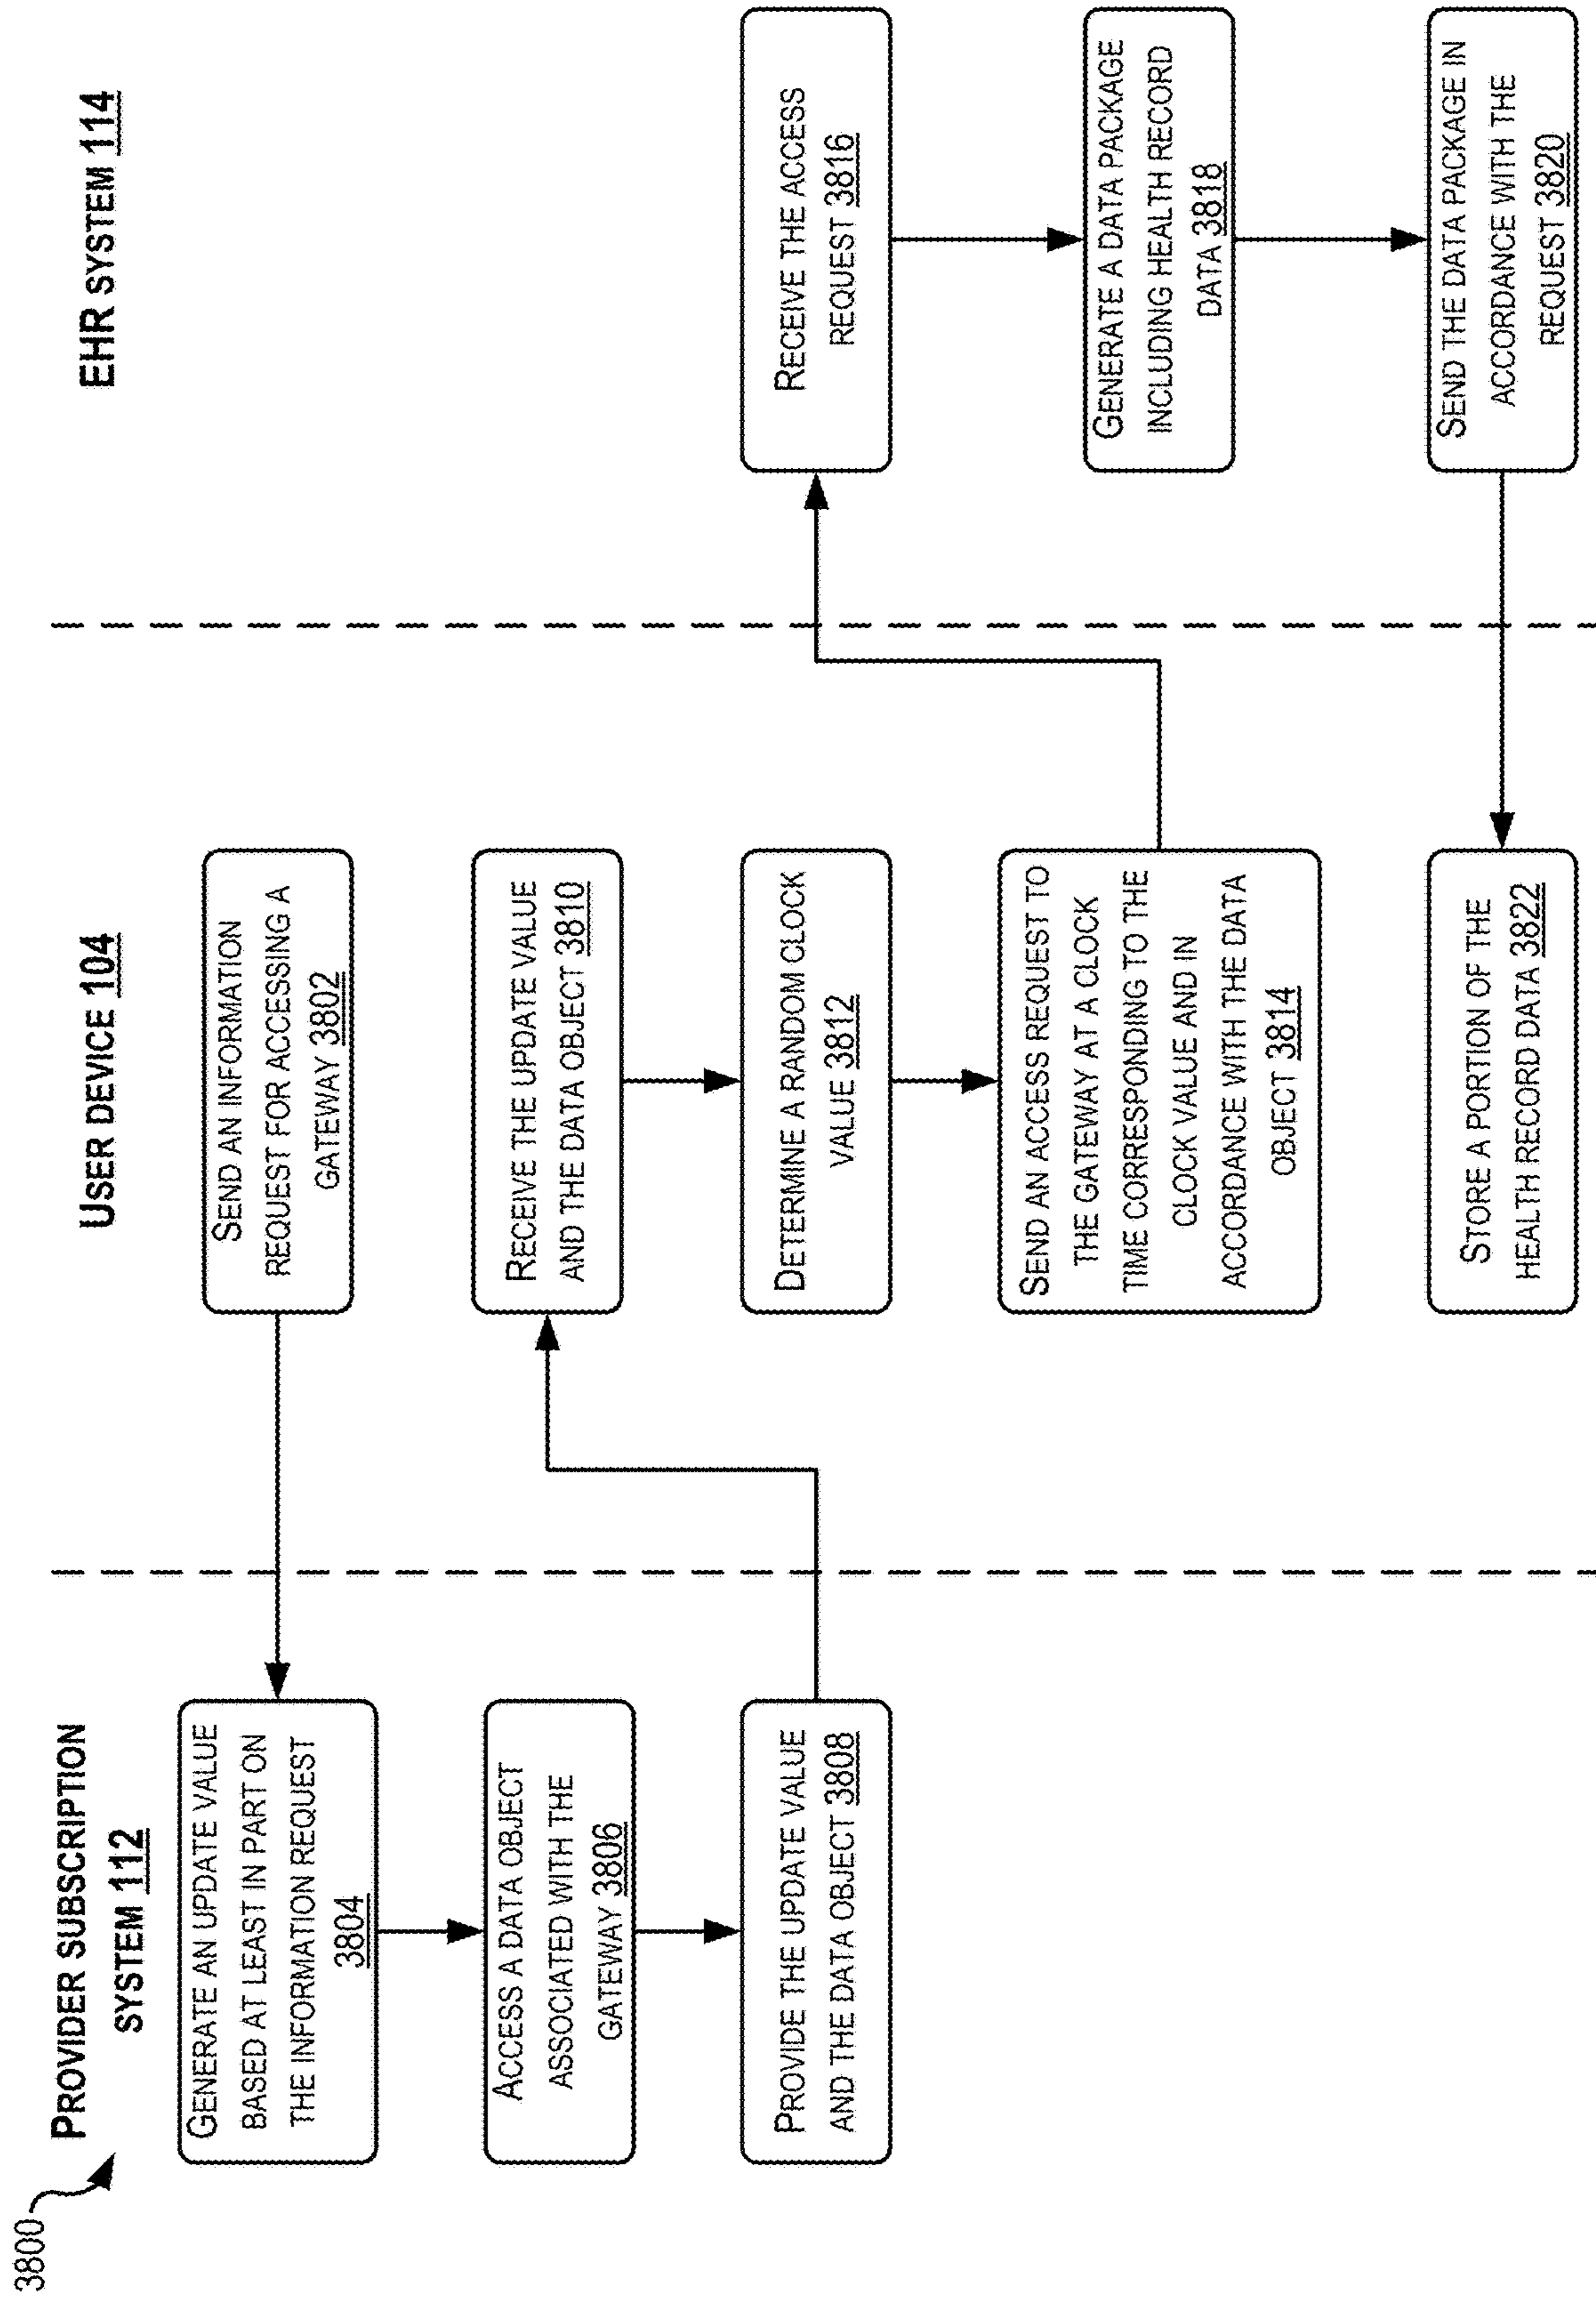 3800
PROVIDER SUBSCRIPTION
SYSTEM 112
USER DEVICE 104
EHR SYSTEM 114
SEND AN INFORMATION
REQUEST FOR ACCESSING A
GATEWAY 3802
GENERATE AN UPDATE VALUE
BASED AT LEAST IN PART ON
THE INFORMATION REQUEST
3804
ACCESS A DATA OBJECT
ASSOCIATED WITH THE
GATEWAY 3806
PROVIDE THE UPDATE VALUE
AND THE DATA OBJECT 3808
RECEIVE THE UPDATE VALUE
AND THE DATA OBJECT 3810
DETERMINE A RANDOM CLOCK
VALUE 3812
SEND AN ACCESS REQUEST TO
THE GATEWAY AT A CLOCK
TIME CORRESPONDING TO THE
CLOCK VALUE AND IN
ACCORDANCE WITH THE DATA
OBJECT 3814
RECEIVE THE ACCESS
REQUEST 3816
GENERATE A DATA PACKAGE
INCLUDING HEALTH RECORD
DATA 3818
SEND THE DATA PACKAGE IN
ACCORDANCE WITH THE
REQUEST 3820
STORE A PORTION OF THE
HEALTH RECORD DATA 3822